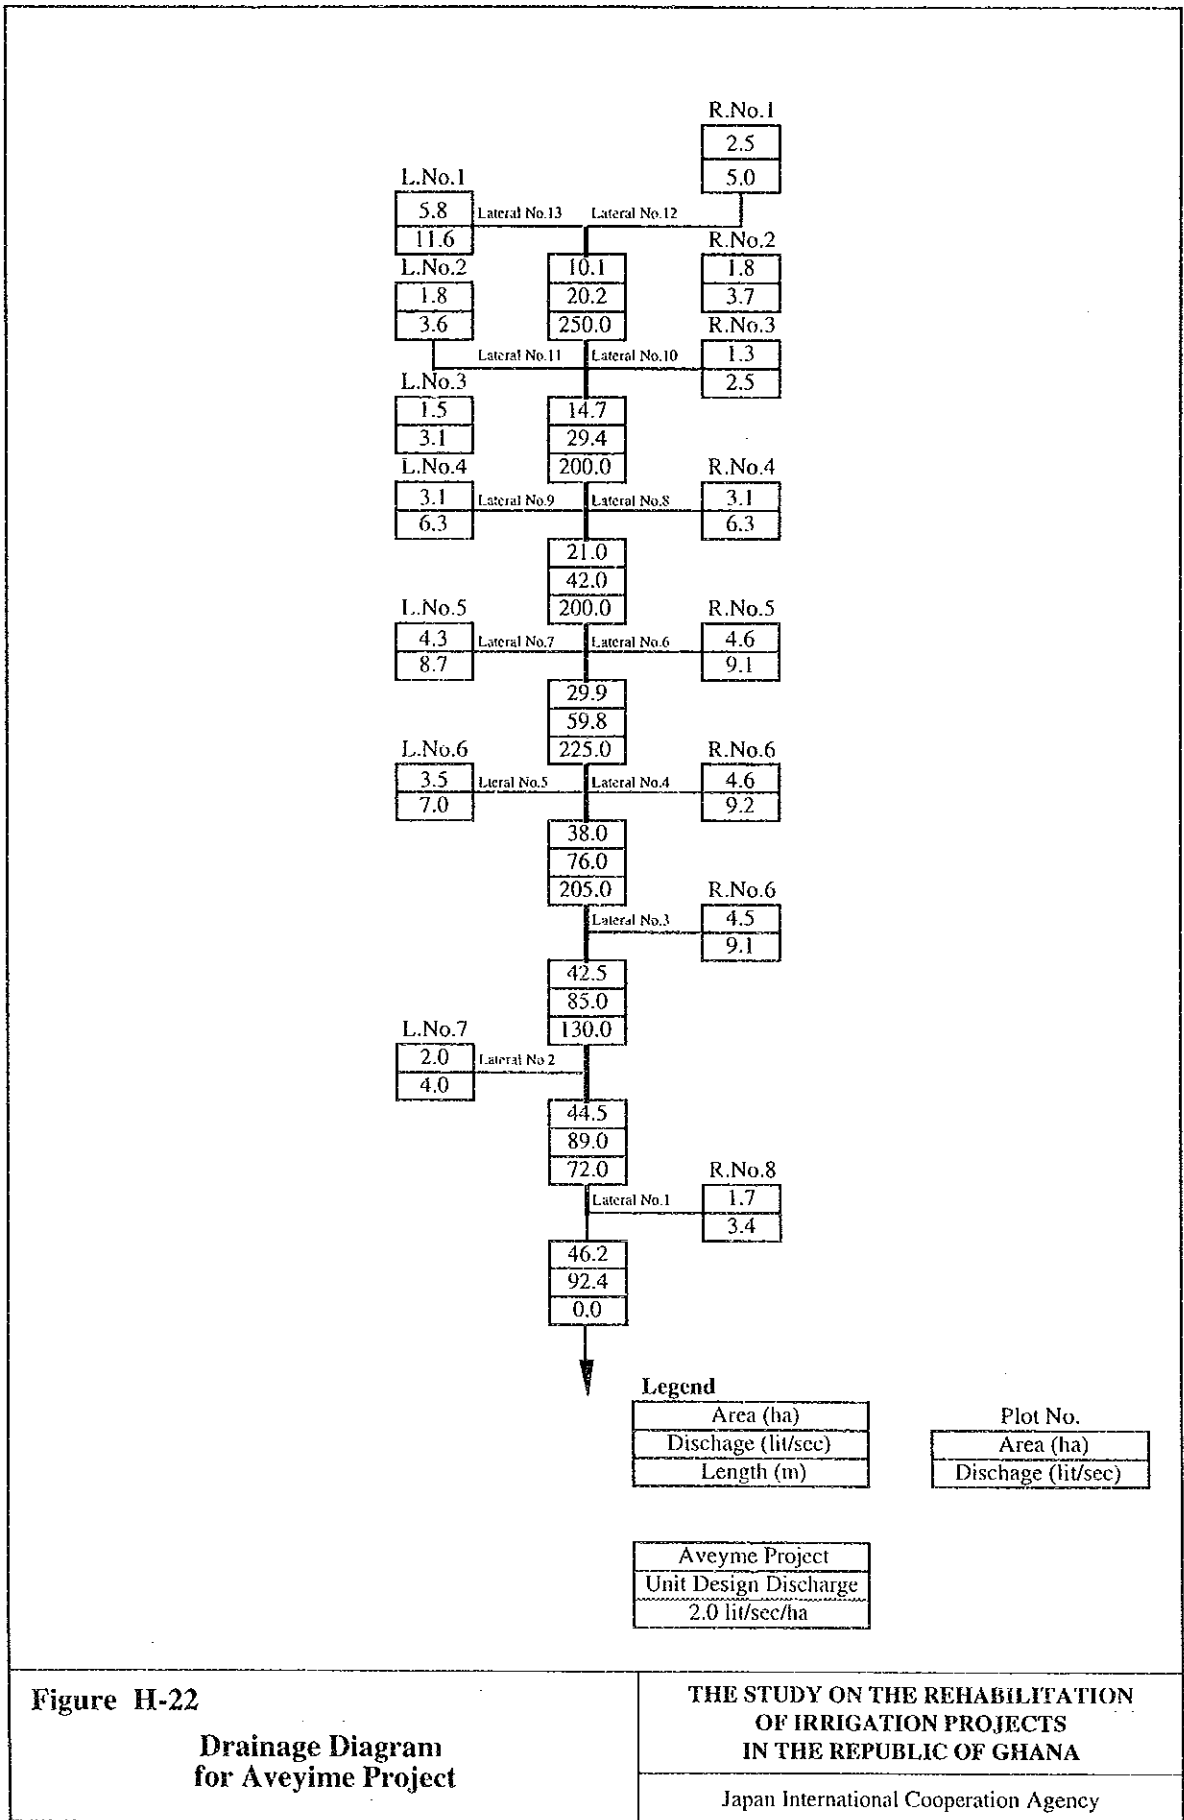 R.No.1
2.5
5.0
L.No.1
5.8
11.6
Lateral No.13
Lateral No.12
10.1
20.2
250.0
R.No.2
1.8
3.7
L.No.2
1.8
3.6
R.No.3
1.3
2.5
Lateral No.11
Lateral No.10
L.No.3
1.5
3.1
14.7
29.4
200.0
L.No.4
3.1
6.3
Lateral No.9
Lateral No.8
R.No.4
3.1
6.3
21.0
42.0
200.0
L.No.5
4.3
8.7
Lateral No.7
Lateral No.6
R.No.5
4.6
9.1
29.9
59.8
225.0
L.No.6
3.5
7.0
Lteral No.5
Lateral No.4
R.No.6
4.6
9.2
38.0
76.0
205.0
Lateral No.3
R.No.6
4.5
9.1
42.5
85.0
130.0
L.No.7
2.0
4.0
Lateral No 2
44.5
89.0
72.0
Lateral No.1
R.No.8
1.7
3.4
46.2
92.4
0.0
Legend
Area (ha)
Dischage (lit/sec)
Length (m)
Plot No.
Area (ha)
Dischage (lit/sec)
Aveyme Project
Unit Design Discharge
2.0 lit/sec/ha
Figure H-22
Drainage Diagram
for Aveyime Project
THE STUDY ON THE REHABILITATION
OF IRRIGATION PROJECTS
IN THE REPUBLIC OF GHANA
Japan International Cooperation Agency